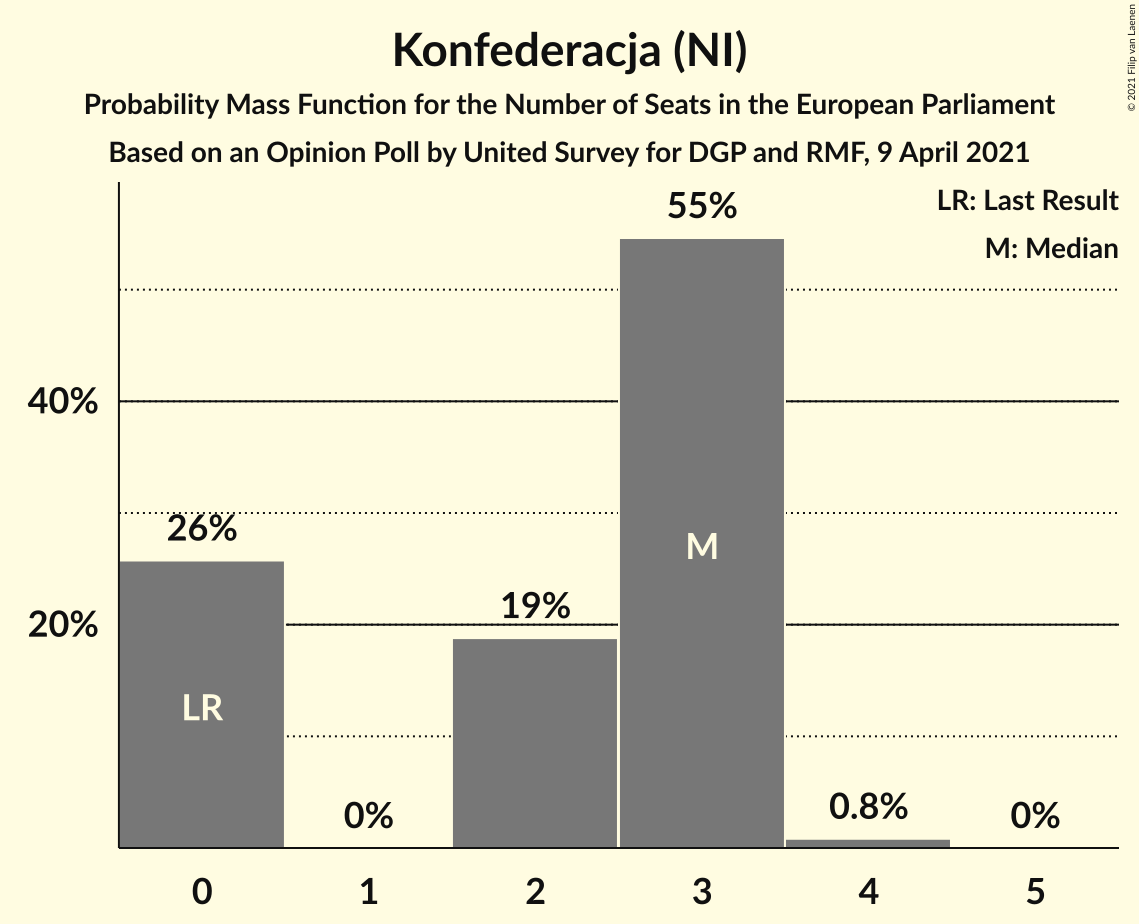 Konfederacja (NI)
Probability Mass Function for the Number of Seats in the European Parliament
Based on an Opinion Poll by United Survey for DGP and RMF, 9 April 2021
© 2021 Filip van Laenen
LR: Last Result
M: Median
55%
40%
26%
M
20%
19%
LR
0%
0.8%
0%
0 1 2 3 4 5